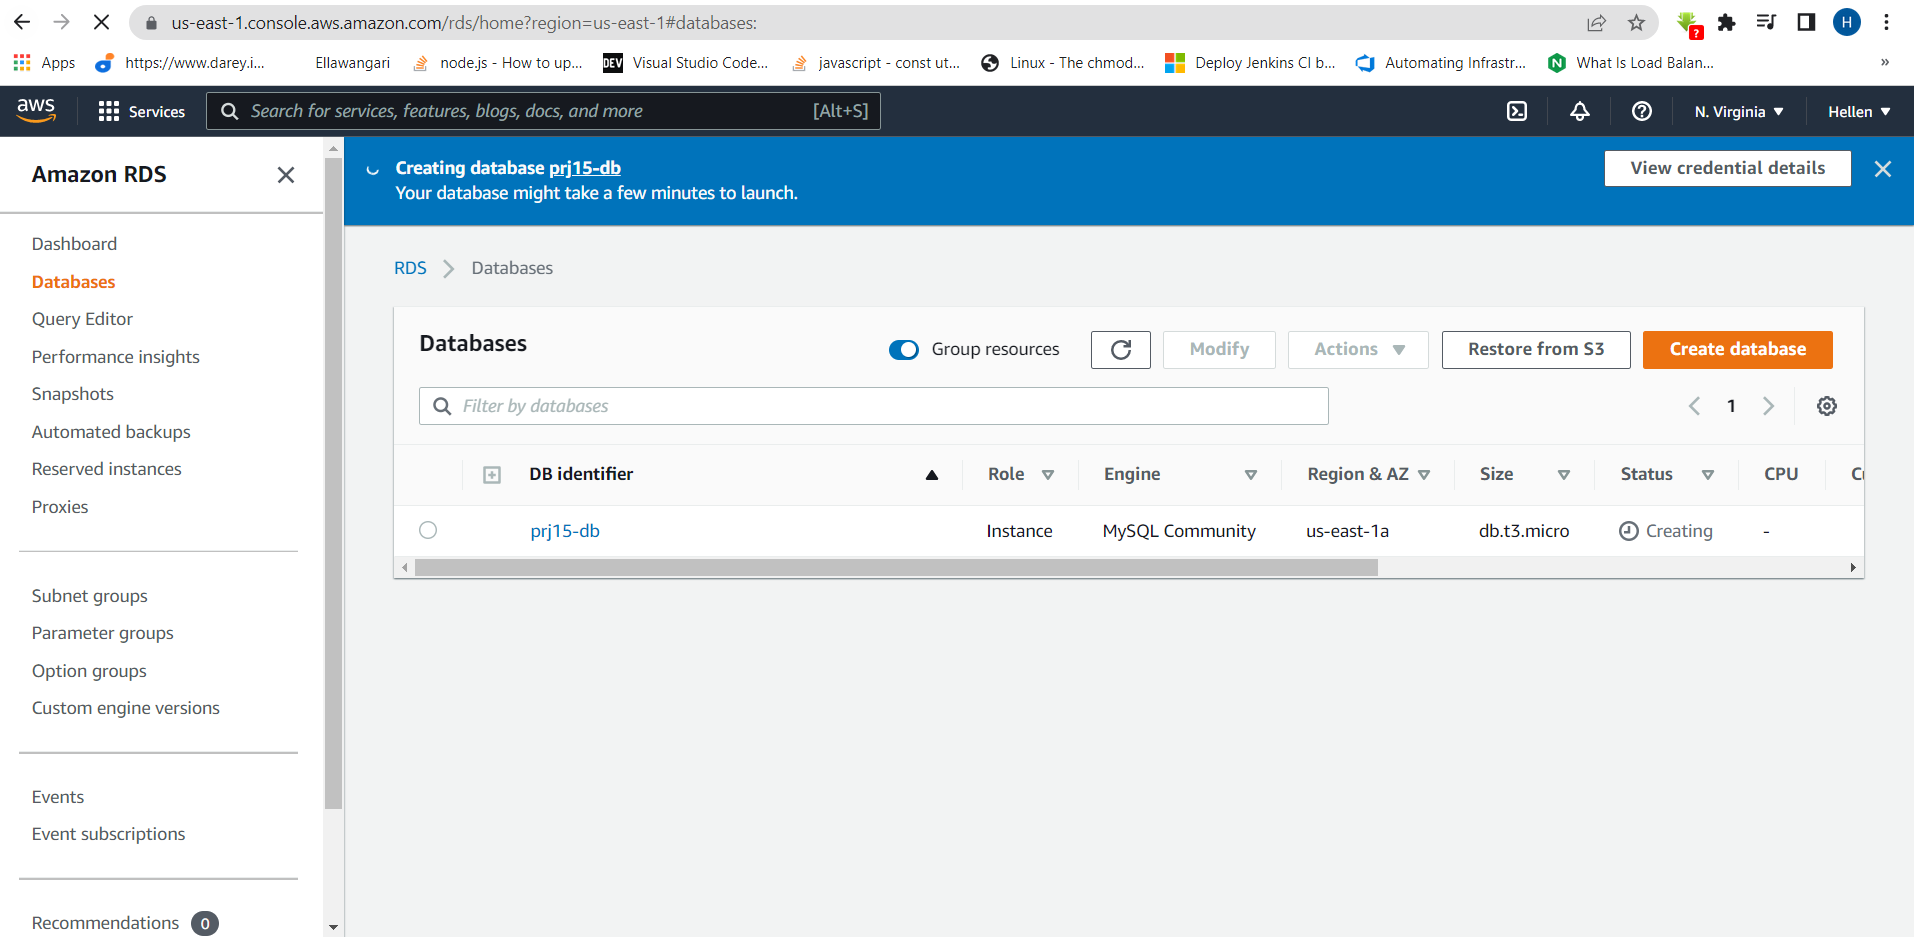 us-east-1.console.aws.amazon.com/rds/home?region=us-east-1#databases:
?
H
Apps https://www.darey.i... Ellawangari node.js - How to up... DEV Visual Studio Code... javascript - const ut... Linux - The chmod... Deploy Jenkins CI b... Automating Infrastr... N What Is Load Balan... »
aws Services Search for services, features, blogs, docs, and more [Alt+S] N. Virginia Hellen
Amazon RDS
Dashboard
Databases
Query Editor
Performance insights
Snapshots
Automated backups
Reserved instances
Proxies
Subnet groups
Parameter groups
Option groups
Custom engine versions
Events
Event subscriptions
Recommendations 0
Creating database prj15-db
Your database might take a few minutes to launch.
View credential details
RDS > Databases
Databases
Group resources Modify Actions Restore from S3 Create database
Filter by databases
1
DB identifier Role Engine Region & AZ Size Status CPU
prj15-db Instance MySQL Community us-east-1a db.t3.micro Creating -